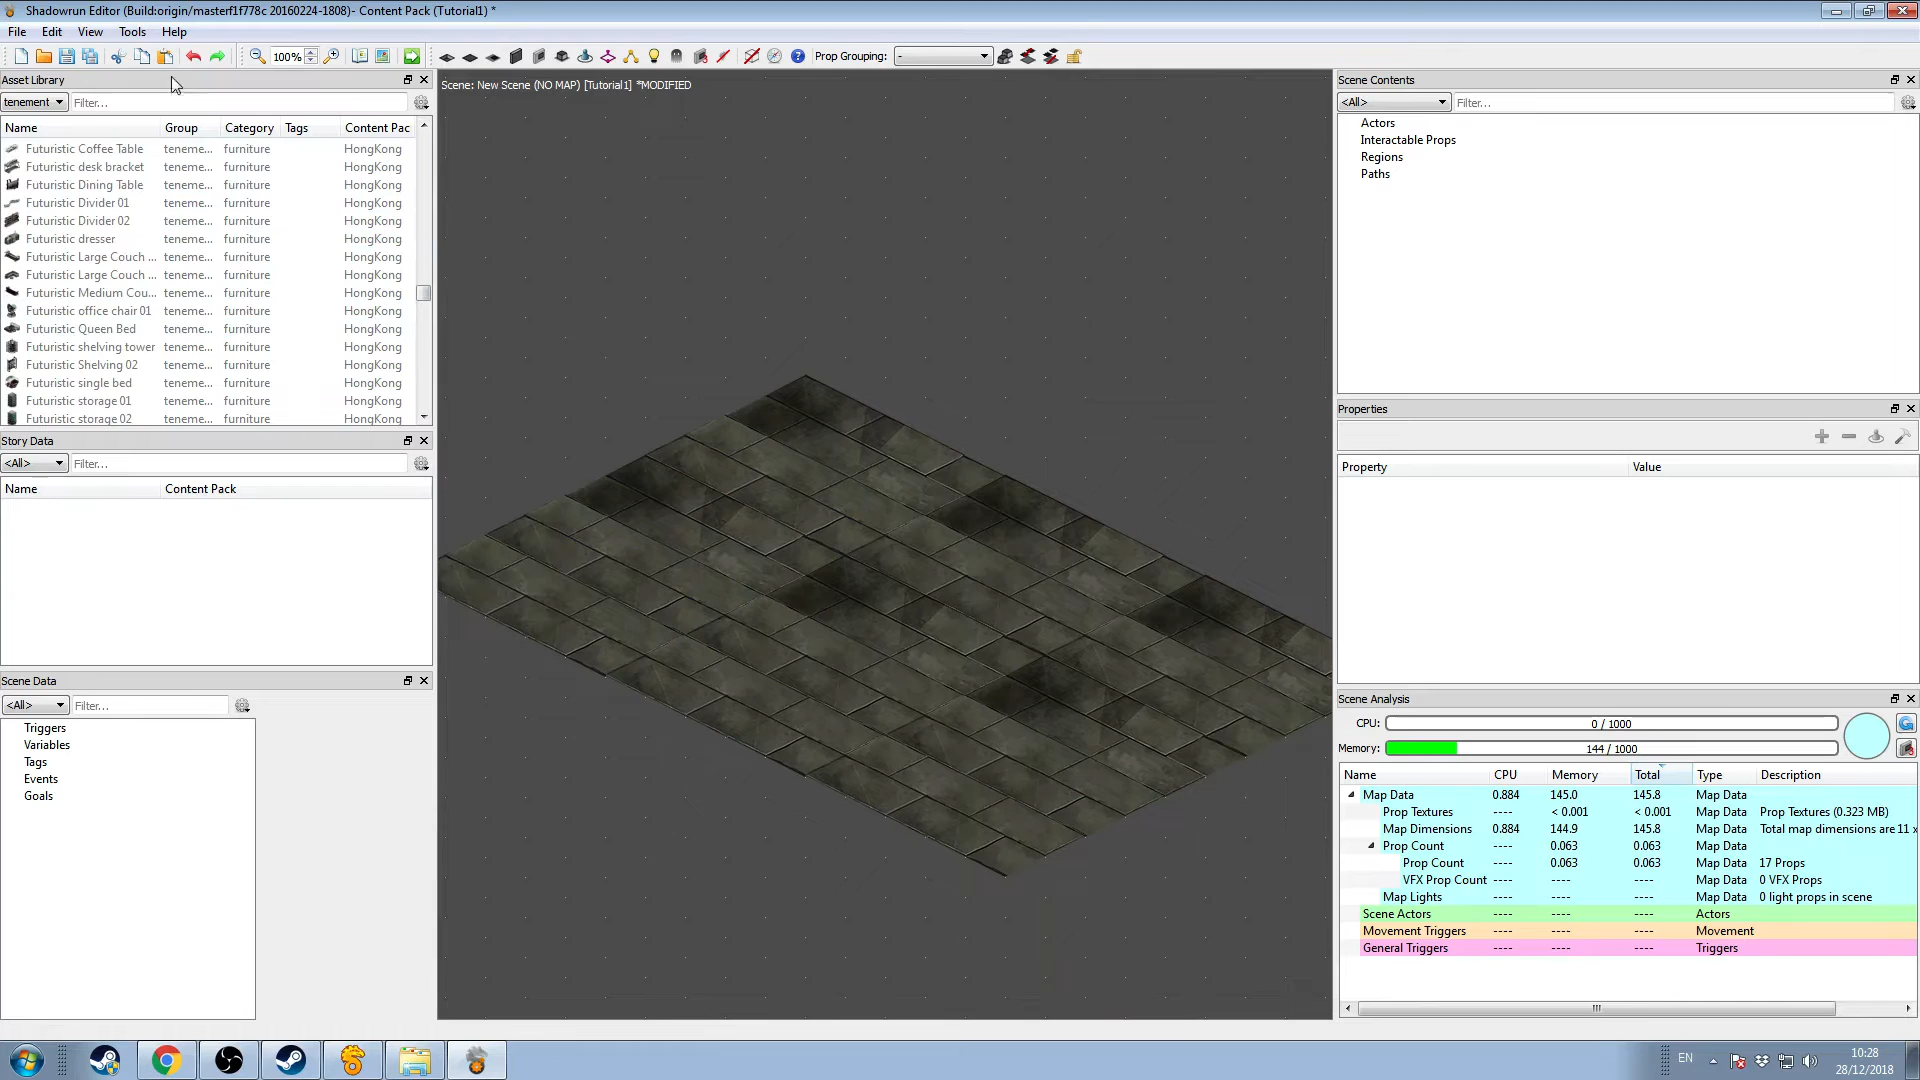 Shadowrun Editor (Build:origin/masterf1f778c 20160224-1808)- Content Pack (Tutorial1) *
File Edit View Tools Help
100% Prop Grouping: -
Asset Library
tenement Filter...
Name Group Category Tags Content Pac
Futuristic Coffee Table teneme... furniture HongKong
Futuristic desk bracket teneme... furniture HongKong
Futuristic Dining Table teneme... furniture HongKong
Futuristic Divider 01 teneme... furniture HongKong
Futuristic Divider 02 teneme... furniture HongKong
Futuristic dresser teneme... furniture HongKong
Futuristic Large Couch ... teneme... furniture HongKong
Futuristic Large Couch ... teneme... furniture HongKong
Futuristic Medium Cou... teneme... furniture HongKong
Futuristic office chair 01 teneme... furniture HongKong
Futuristic Queen Bed teneme... furniture HongKong
Futuristic shelving tower teneme... furniture HongKong
Futuristic Shelving 02 teneme... furniture HongKong
Futuristic single bed teneme... furniture HongKong
Futuristic storage 01 teneme... furniture HongKong
Futuristic storage 02 teneme... furniture HongKong
Story Data
<All> Filter...
Name Content Pack
Scene Data
<All> Filter...
Triggers
Variables
Tags
Events
Goals
Scene: New Scene (NO MAP) [Tutorial1] *MODIFIED
Scene Contents
<All> Filter...
Actors
Interactable Props
Regions
Paths
Properties
Property Value
Scene Analysis
CPU: 0 / 1000
Memory: 144 / 1000
Name CPU Memory Total Type Description
Map Data 0.884 145.0 145.8 Map Data
Prop Textures ---- < 0.001 < 0.001 Map Data Prop Textures (0.323 MB)
Map Dimensions 0.884 144.9 145.8 Map Data Total map dimensions are 11 x
Prop Count ---- 0.063 0.063 Map Data
Prop Count ---- 0.063 0.063 Map Data 17 Props
VFX Prop Count ---- ---- ---- Map Data 0 VFX Props
Map Lights ---- ---- ---- Map Data 0 light props in scene
Scene Actors ---- ---- ---- Actors
Movement Triggers ---- ---- ---- Movement
General Triggers ---- ---- ---- Triggers
EN
10:28
28/12/2018